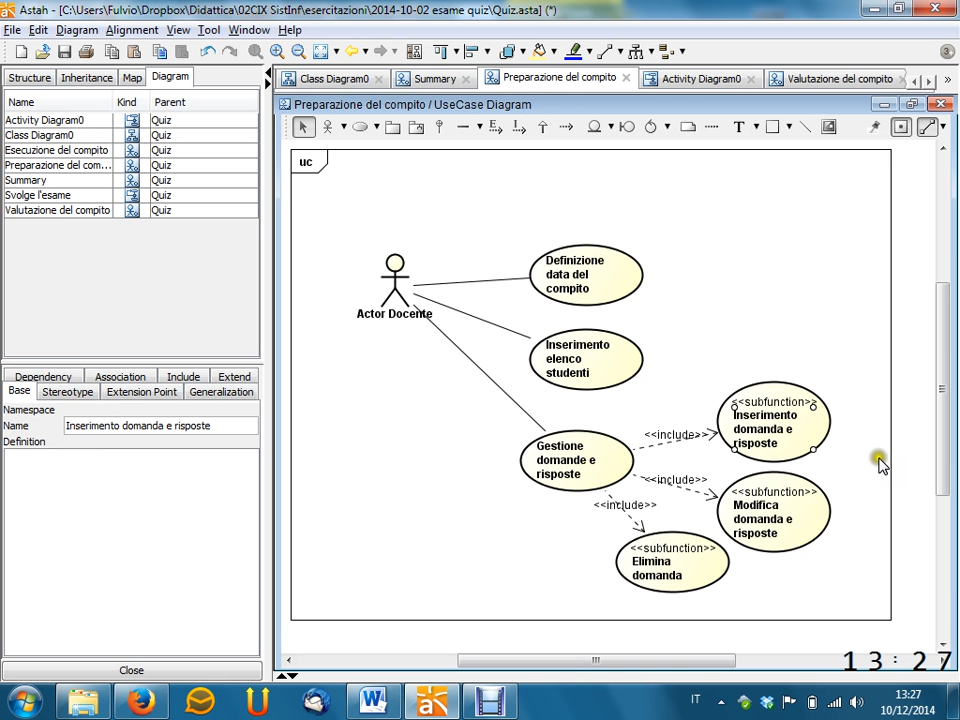 Astah - [C:\Users\Fulvio\Dropbox\Didattica\02CIX SistInf\esercitazioni\2014-10-02 esame quiz\Quiz.asta] (*)
File Edit Diagram Alignment View Tool Window Help
Structure Inheritance Map Diagram
Class Diagram0 Summary Preparazione del compito Activity Diagram0 Valutazione del compito
Preparazione del compito / UseCase Diagram
Name Kind Parent
Activity Diagram0 Quiz
Class Diagram0 Quiz
Esecuzione del compito Quiz
Preparazione del com... Quiz
Summary Quiz
Svolge l'esame Quiz
Valutazione del compito Quiz
Dependency Association Include Extend
Base Stereotype Extension Point Generalization
Namespace
Name Inserimento domanda e risposte
Definition
Close
uc
Actor Docente
Definizione
data del
compito
Inserimento
elenco
studenti
Gestione
domande e
risposte
<<include>>
<<include>>
<<include>>
<<subfunction>>
Inserimento
domanda e
risposte
<<subfunction>>
Modifica
domanda e
risposte
<<subfunction>>
Elimina
domanda
13:27
IT
13:27
10/12/2014